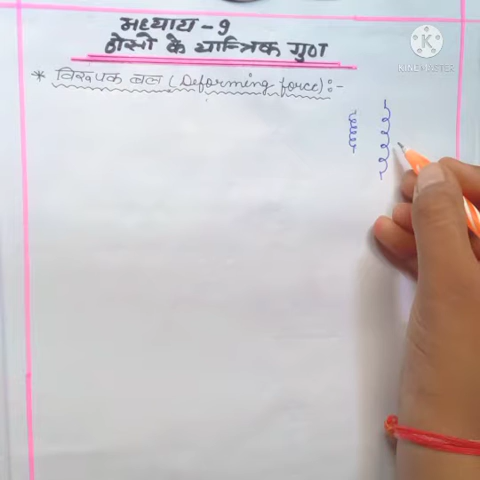 अध्याय - 9
ठोसो के यान्त्रिक गुण
* विरूपक बल (Deforming force) :-
KINEMASTER